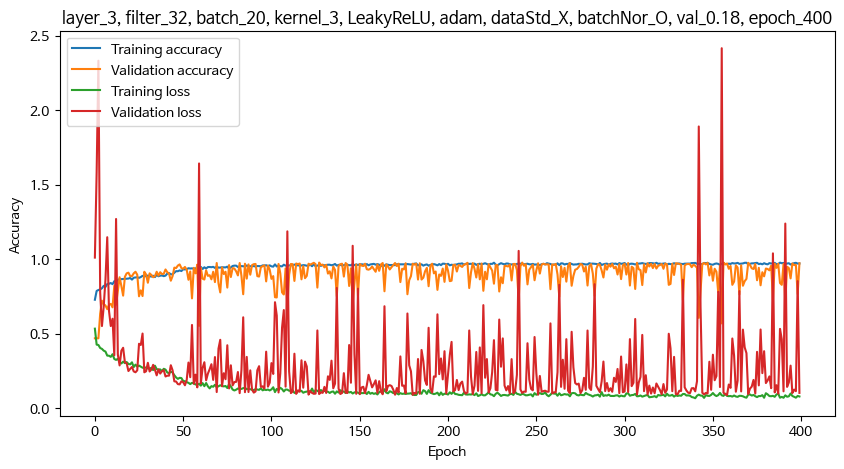 layer_3, filter_32, batch_20, kernel_3, LeakyReLU, adam, dataStd_X, batchNor_O, val_0.18, epoch_400
Training accuracy
Validation accuracy
Training loss
Validation loss
Accuracy
2.5
2.0
1.5
1.0
0.5
0.0
0 50 100 150 200 250 300 350 400
Epoch